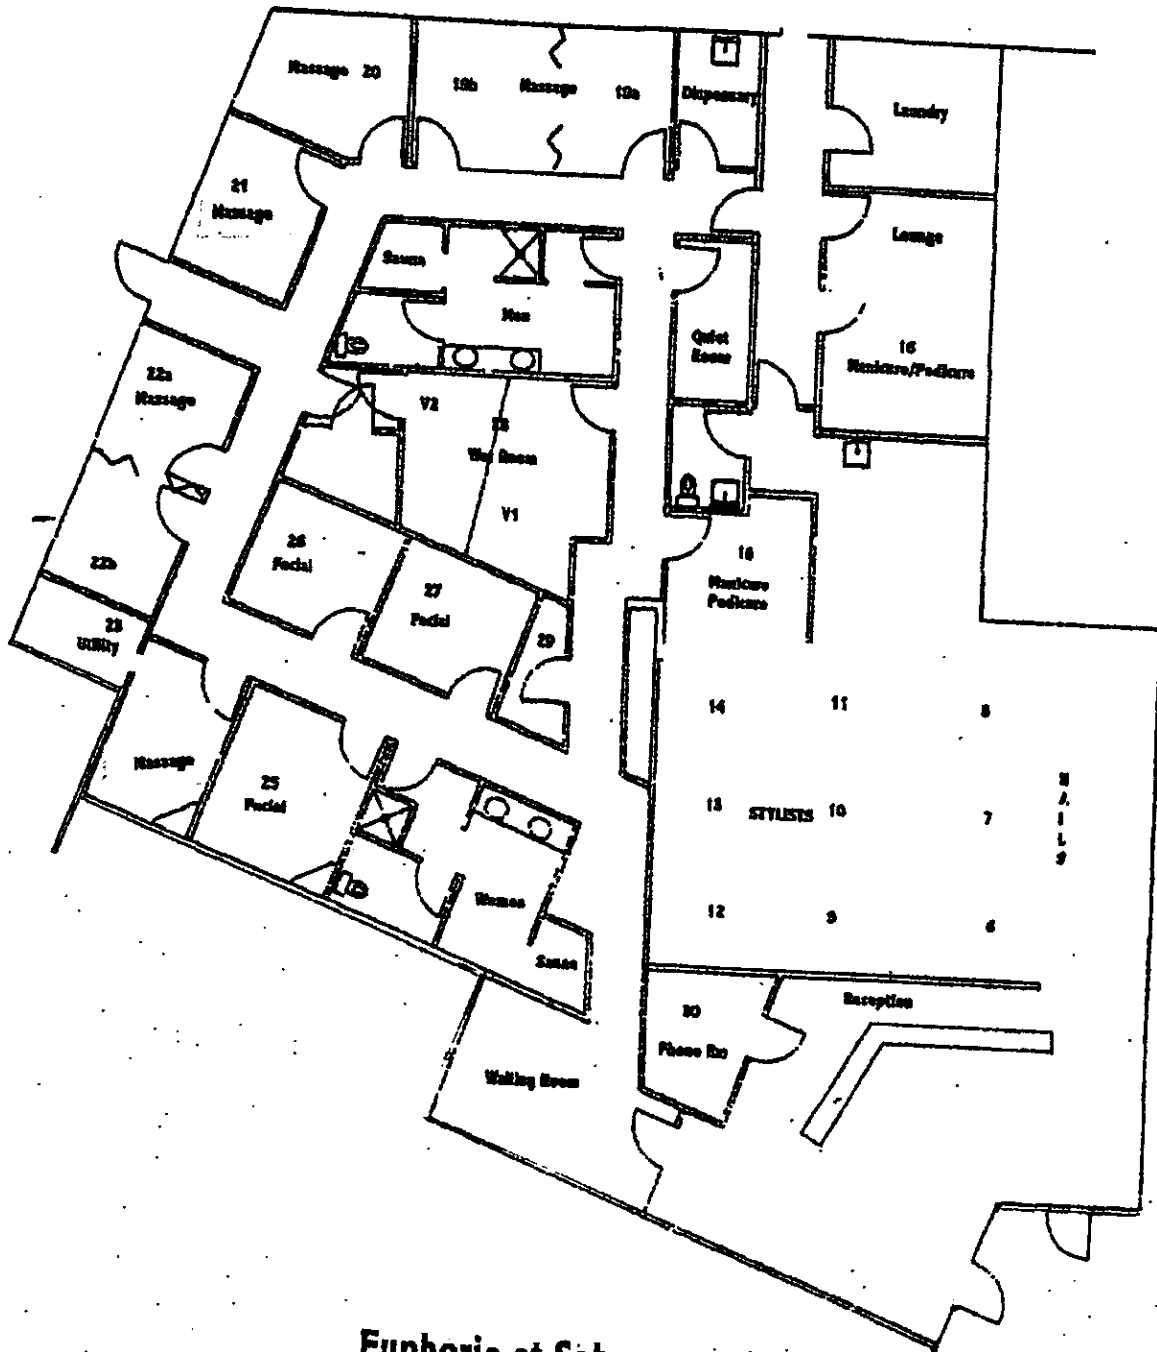 Massage 20
19b Massage 19a
Dispensary
Laundry
21
Massage
Lounge
Sauna
Men
Quiet
Room
16
Manicure/Pedicure
22a
Massage
V2
Wet Room
V1
26
Facial
16
Manicure
Pedicure
22b
27
Facial
23
Utility
29
14
11
8
Massage
25
Facial
13
STYLISTS 10
7
NAILS
Women
12
9
6
Sauna
Reception
30
Phone Rm
Waiting Room
Euphoria at